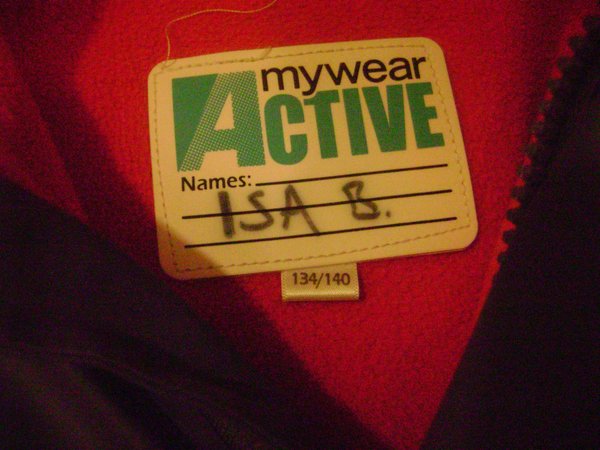 mywear
ACTIVE
Names:
ISA B.
134/140